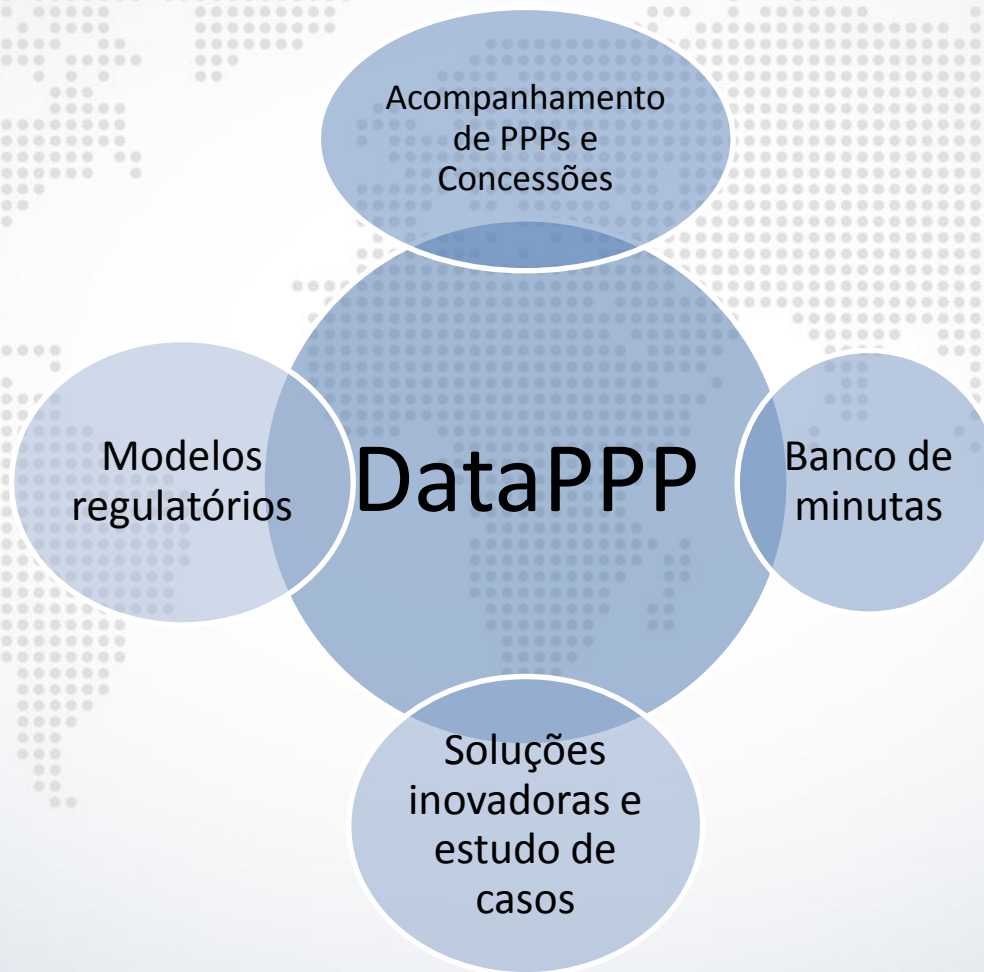 Acompanhamento
de PPPs e
Concessões
Modelos
regulatórios
DataPPP
Banco de
minutas
Soluções
inovadoras e
estudo de
casos